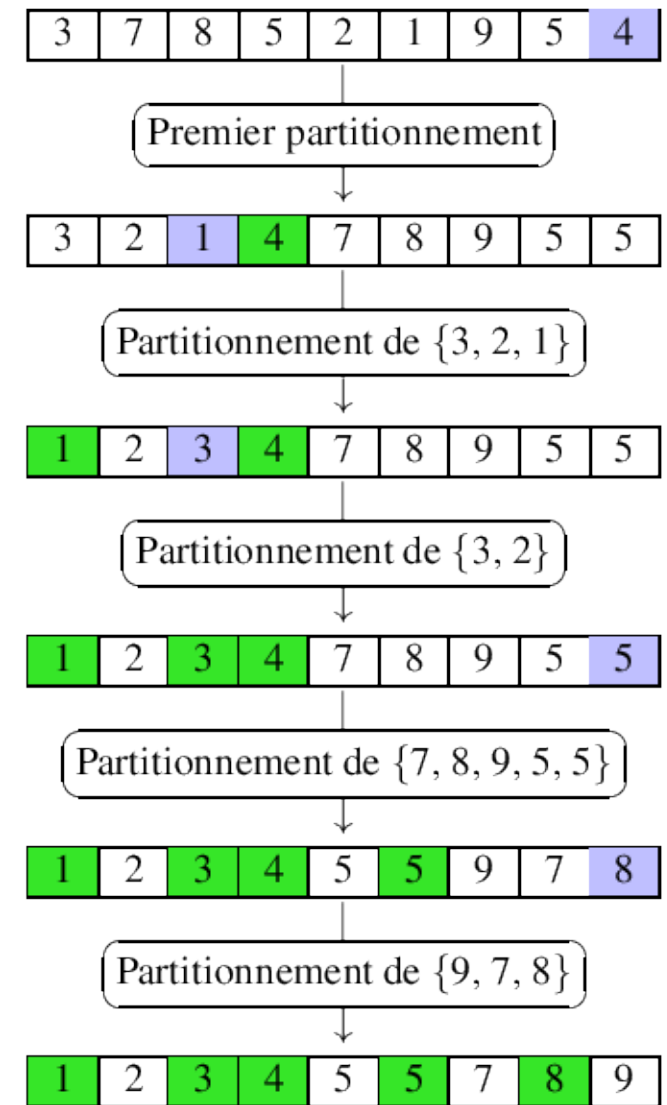 3 7 8 5 2 1 9 5 4
Premier partitionnement
3 2 1 4 7 8 9 5 5
Partitionnement de {3, 2, 1}
1 2 3 4 7 8 9 5 5
Partitionnement de {3, 2}
1 2 3 4 7 8 9 5 5
Partitionnement de {7, 8, 9, 5, 5}
1 2 3 4 5 5 9 7 8
Partitionnement de {9, 7, 8}
1 2 3 4 5 5 7 8 9